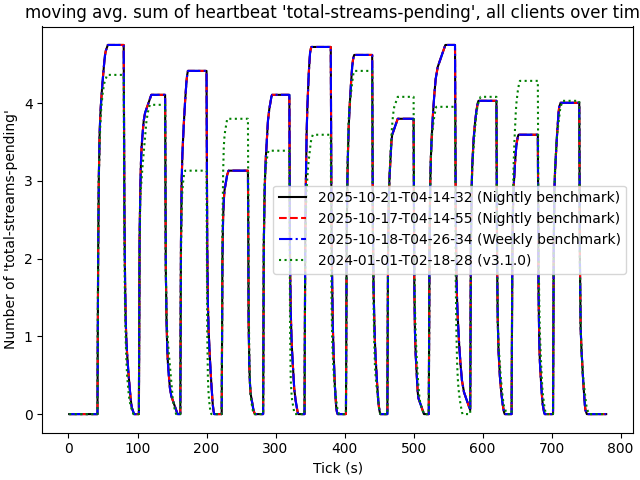 moving avg. sum of heartbeat 'total-streams-pending', all clients over tim
Number of 'total-streams-pending'
4
3
2
1
0
2025-10-21-T04-14-32 (Nightly benchmark)
2025-10-17-T04-14-55 (Nightly benchmark)
2025-10-18-T04-26-34 (Weekly benchmark)
2024-01-01-T02-18-28 (v3.1.0)
0 100 200 300 400 500 600 700 800
Tick (s)